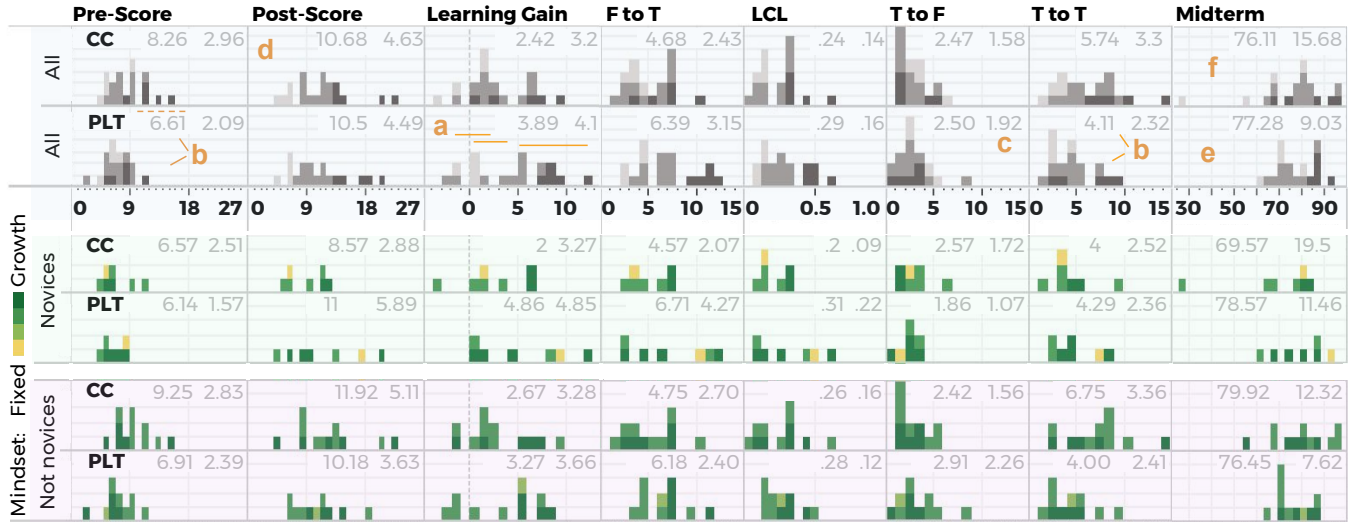 Pre-Score Post-Score Learning Gain F to T LCL T to F T to T Midterm
All CC 8.26 2.96 d 10.68 4.63 2.42 3.2 4.68 2.43 .24 .14 2.47 1.58 5.74 3.3 f 76.11 15.68
All PLT 6.61 2.09 b 10.5 4.49 a 3.89 4.1 6.39 3.15 .29 .16 2.50 1.92 c 4.11 2.32 b e 77.28 9.03
0 9 18 27 0 9 18 27 0 5 10 0 5 10 15 0 0.5 1.0 0 5 10 15 0 5 10 15 30 50 70 90
Novices CC 6.57 2.51 8.57 2.88 2 3.27 4.57 2.07 .2 .09 2.57 1.72 4 2.52 69.57 19.5
PLT 6.14 1.57 11 5.89 4.86 4.85 6.71 4.27 .31 .22 1.86 1.07 4.29 2.36 78.57 11.46
Not novices CC 9.25 2.83 11.92 5.11 2.67 3.28 4.75 2.70 .26 .16 2.42 1.56 6.75 3.36 79.92 12.32
PLT 6.91 2.39 10.18 3.63 3.27 3.66 6.18 2.40 .28 .12 2.91 2.26 4.00 2.41 76.45 7.62
Mindset: Fixed Growth